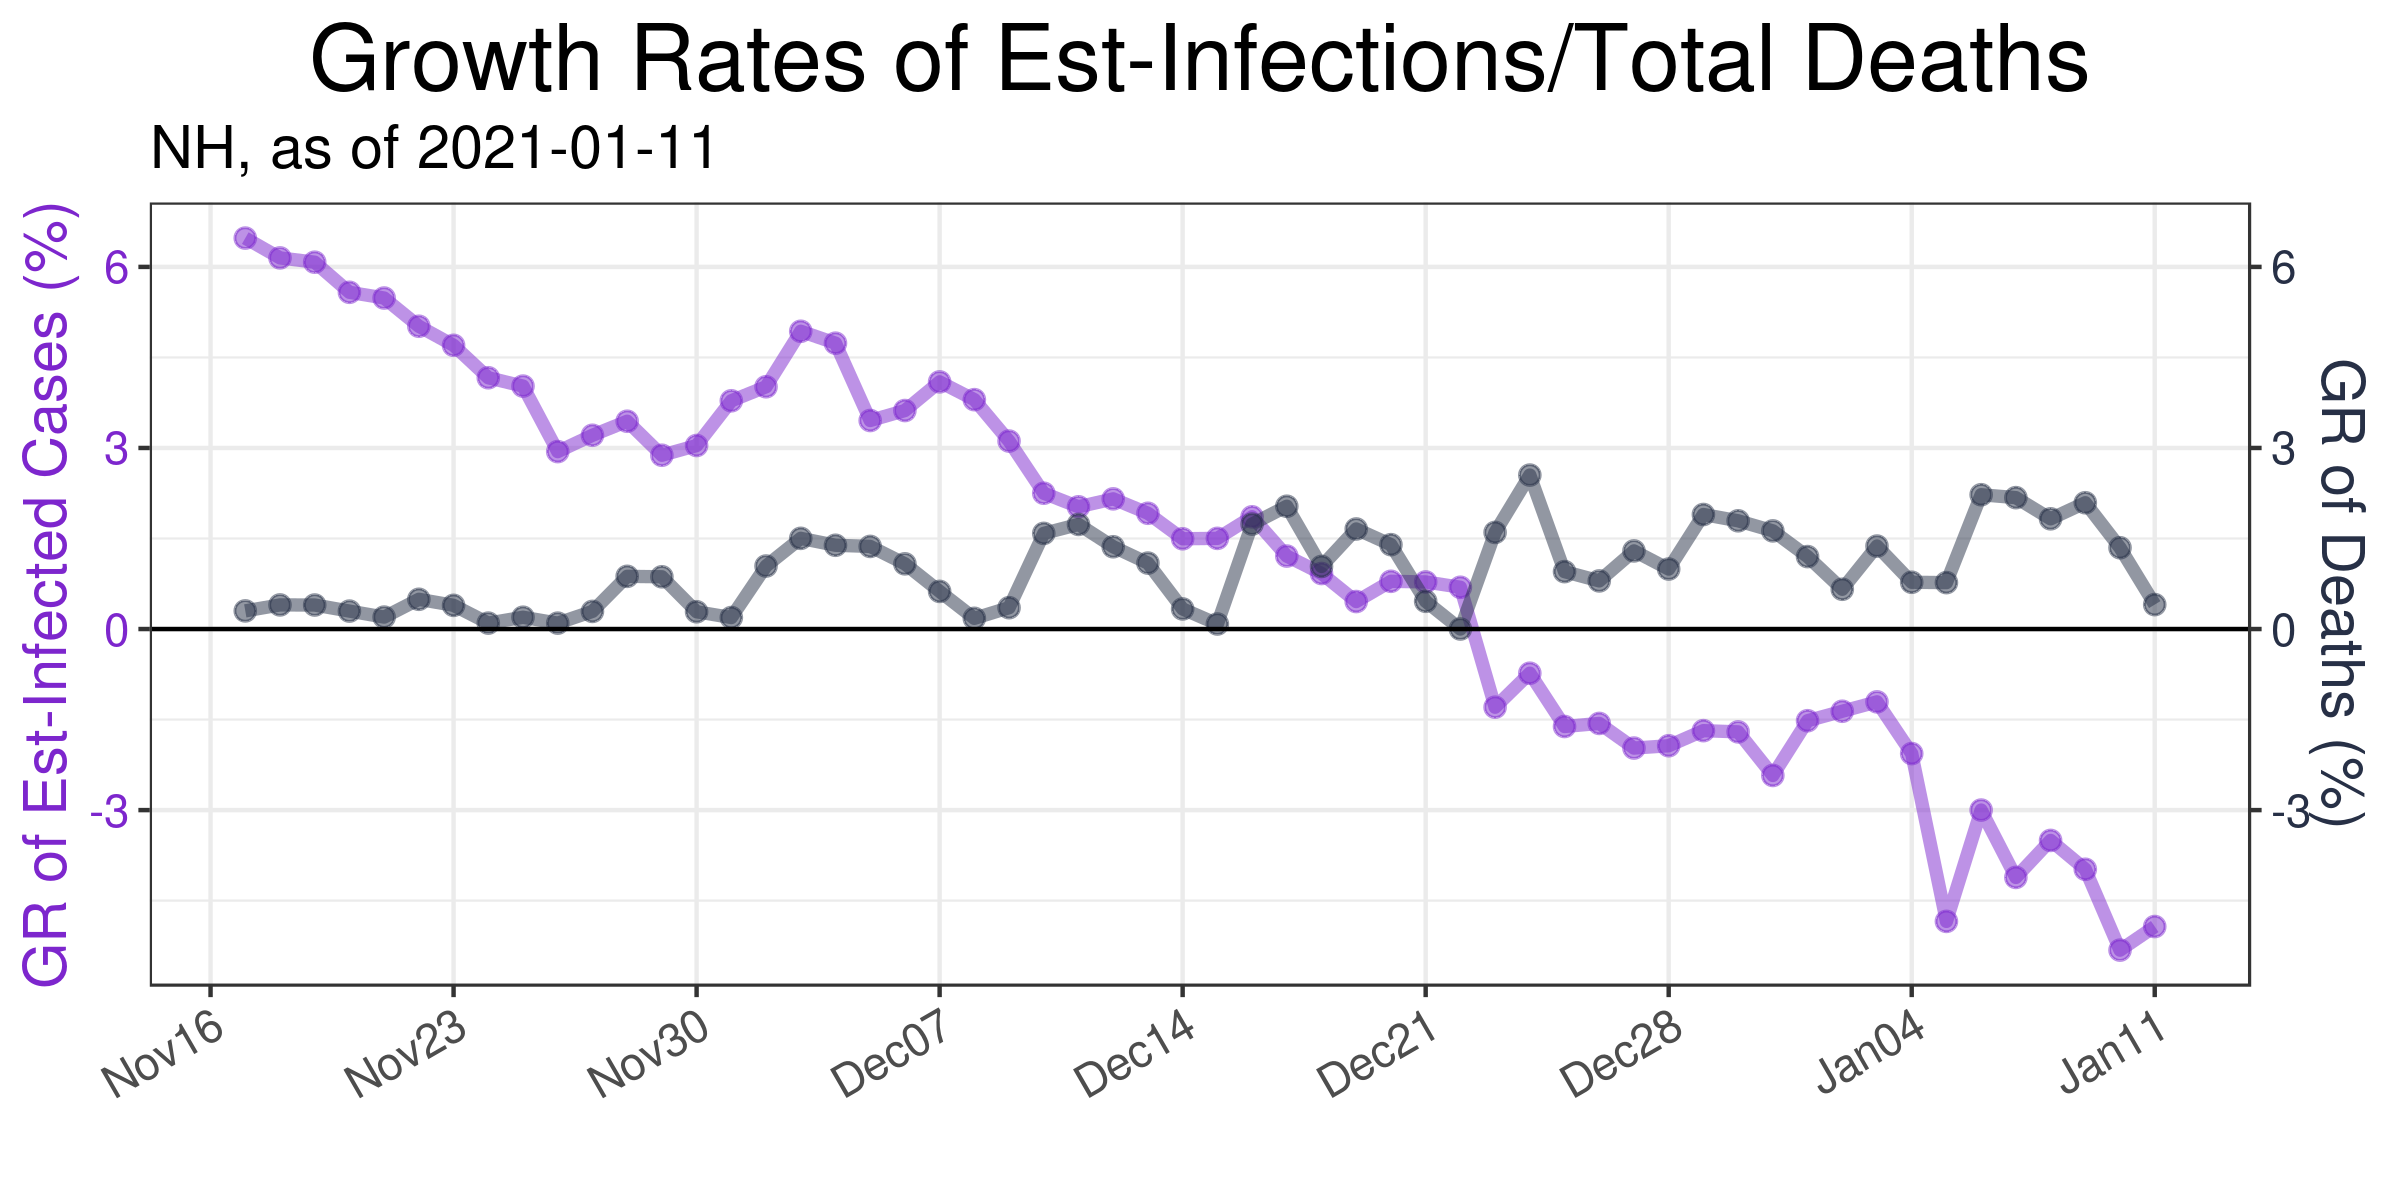 Growth Rates of Est-Infections/Total Deaths
NH, as of 2021-01-11
GR of Est-Infected Cases (%)
6
3
0
-3
6
3
0
-3
GR of Deaths (%)
Nov16
Nov23
Nov30
Dec07
Dec14
Dec21
Dec28
Jan04
Jan11